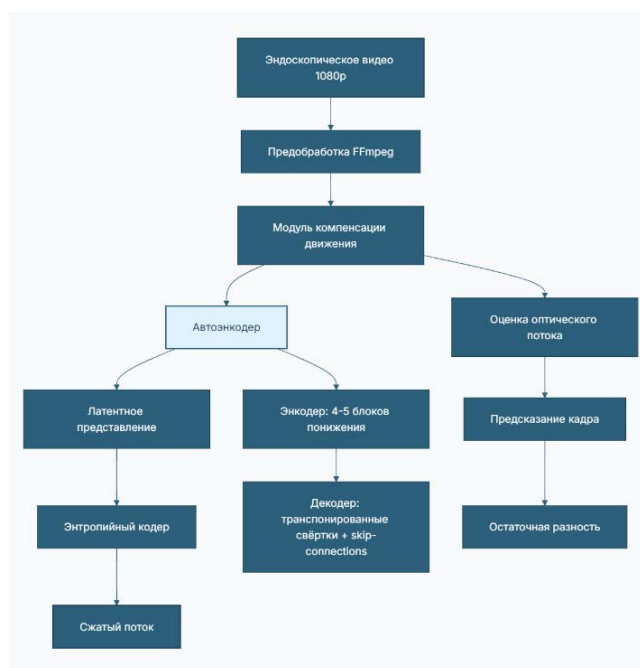 Эндоскопическое видео
1080p
Предобработка FFmpeg
Модуль компенсации
движения
Автоэнкодер
Оценка оптического
потока
Латентное
представление
Энкодер: 4-5 блоков
понижения
Предсказание кадра
Энтропийный кодер
Декодер:
транспонированные
свёртки + skip-
connections
Остаточная разность
Сжатый поток